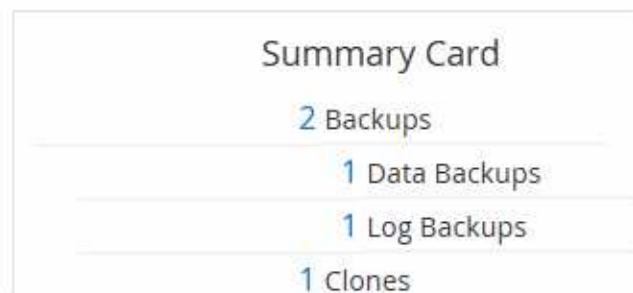 Summary Card
2 Backups
1 Data Backups
1 Log Backups
1 Clones